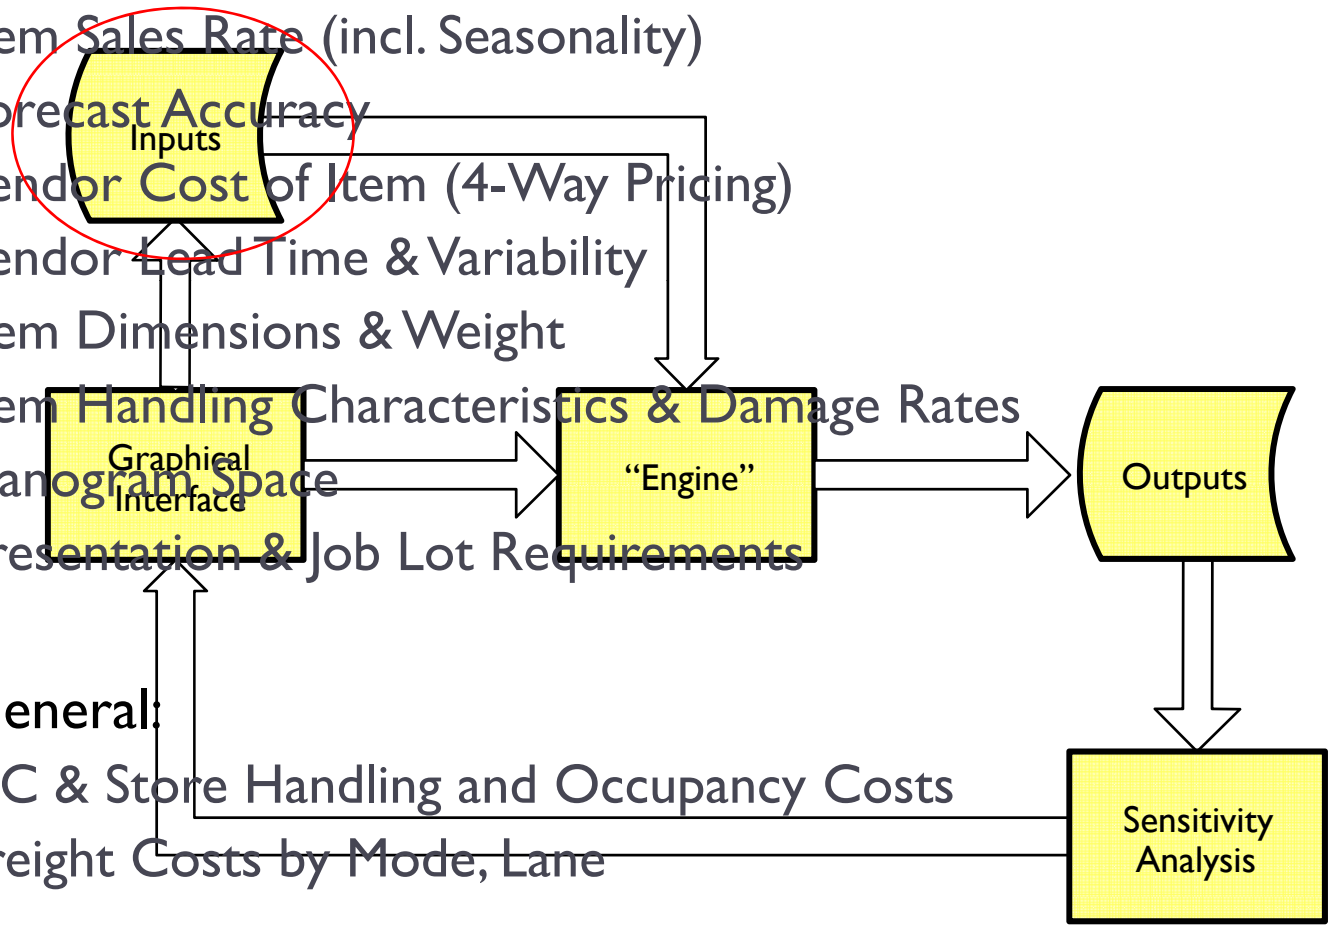 em Sales Rate (incl. Seasonality)
orecast Accuracy
Inputs
endor Cost of Item (4-Way Pricing)
endor Lead Time & Variability
em Dimensions & Weight
em Handling Characteristics & Damage Rates
Graphical
Interface
“Engine”
Outputs
anogram Space
resentation & Job Lot Requirements
eneral:
C & Store Handling and Occupancy Costs
reight Costs by Mode, Lane
Sensitivity
Analysis